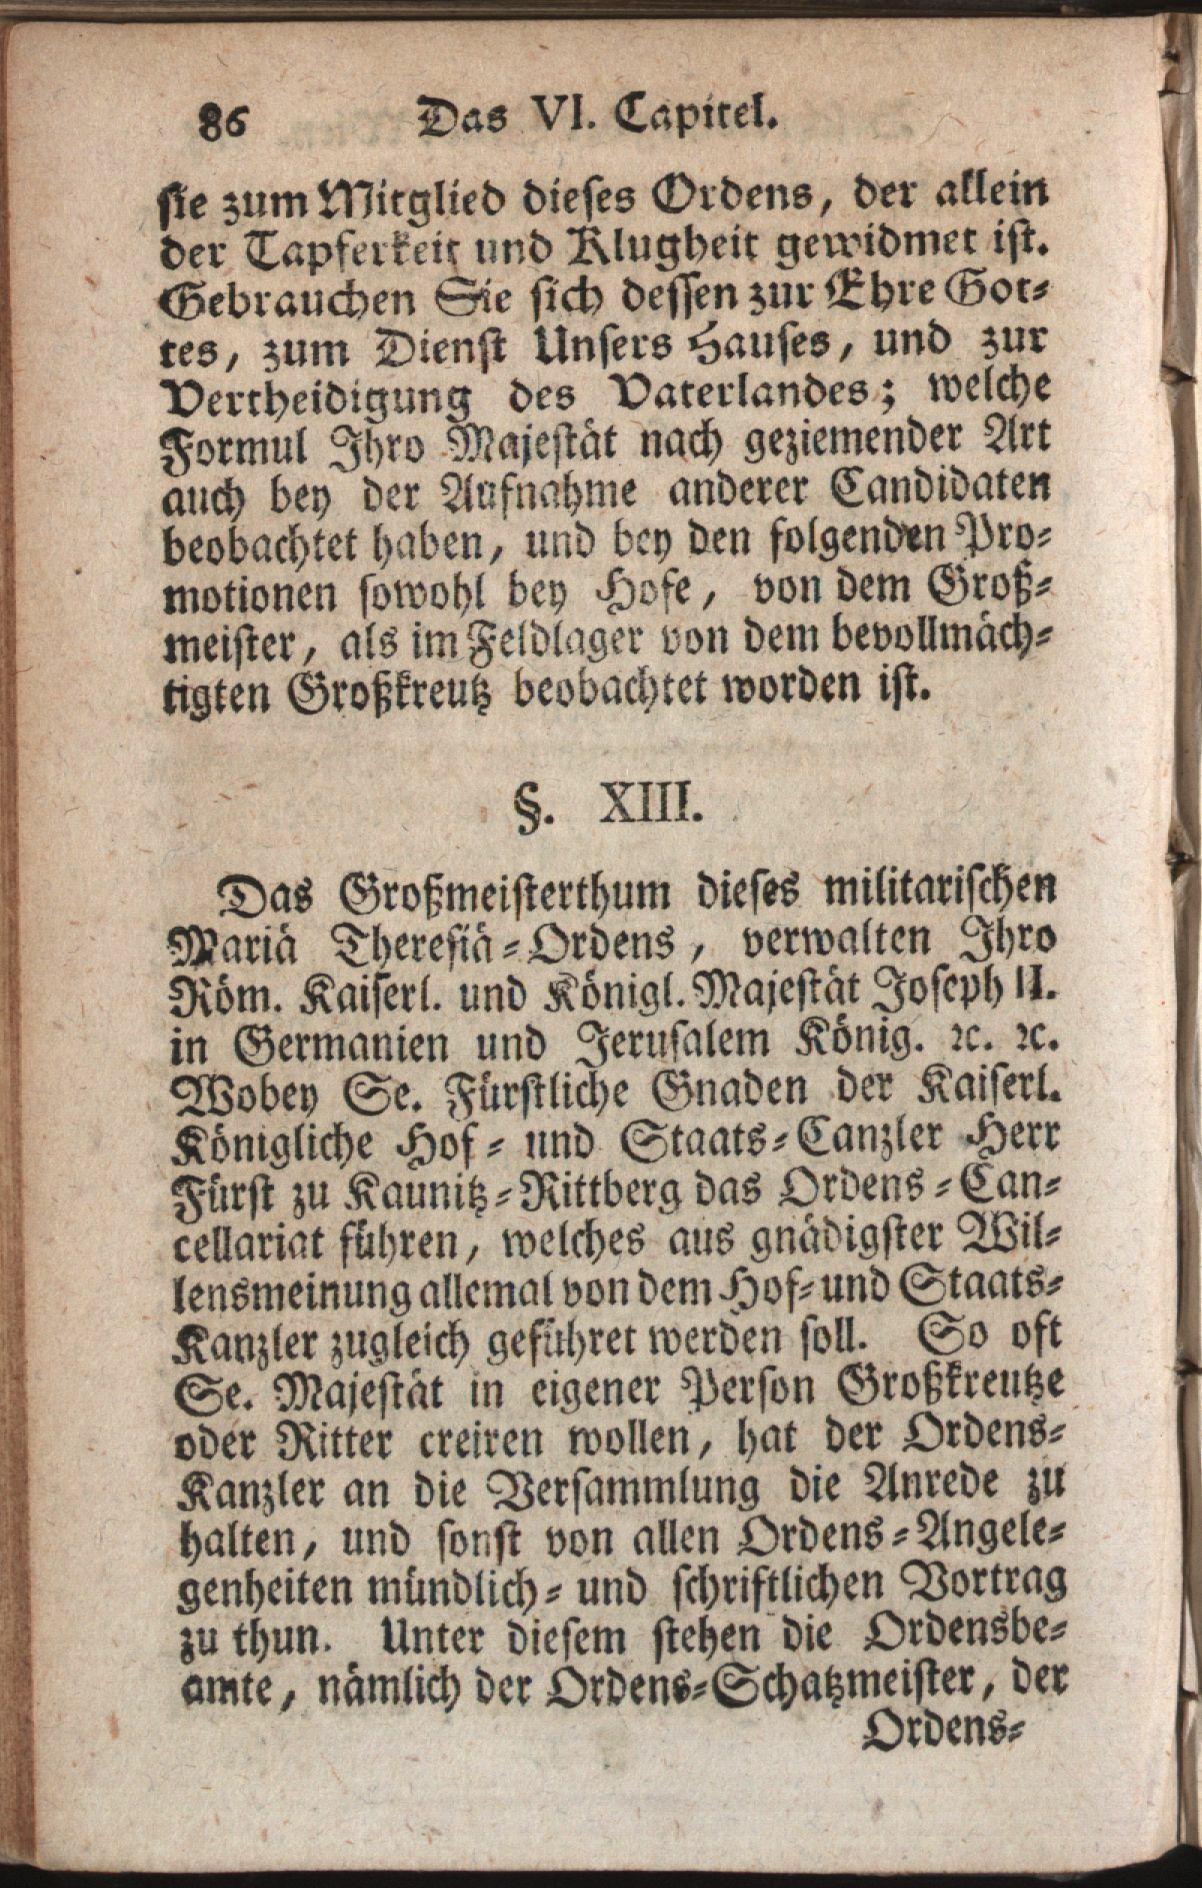 86 Das VI. Capitel.
sie zum Mitglied dieses Ordens, der allein
der Tapferkeit und Klugheit gewidmet ist.
Gebrauchen Sie sich dessen zur Ehre Got-
tes, zum Dienst Unsers Hauses, und zur
Vertheidigung des Vaterlandes; welche
Formul Ihro Majestät nach geziemender Art
auch bey der Aufnahme anderer Candidaten
beobachtet haben, und bey den folgenden Pro-
motionen sowohl bey Hofe, von dem Groß-
meister, als im Feldlager von dem bevollmäch-
tigten Großkreutz beobachtet worden ist.
§. XIII.
Das Großmeisterthum dieses militarischen
Mariä Theresiä-Ordens, verwalten Ihro
Röm. Kaiserl. und Königl. Majestät Joseph II.
in Germanien und Jerusalem König. ꝛc. ꝛc.
Wobey Se. Fürstliche Gnaden der Kaiserl.
Königliche Hof- und Staats-Canzler Herr
Fürst zu Kaunitz-Rittberg das Ordens-Can-
cellariat führen, welches aus gnädigster Wil-
lensmeinung allemal von dem Hof- und Staats-
Kanzler zugleich geführet werden soll. So oft
Se. Majestät in eigener Person Großkreutze
oder Ritter creiren wollen, hat der Ordens-
Kanzler an die Versammlung die Anrede zu
halten, und sonst von allen Ordens-Angele-
genheiten mündlich- und schriftlichen Vortrag
zu thun. Unter diesem stehen die Ordensbe-
amte, nämlich der Ordens-Schatzmeister, der
Ordens-